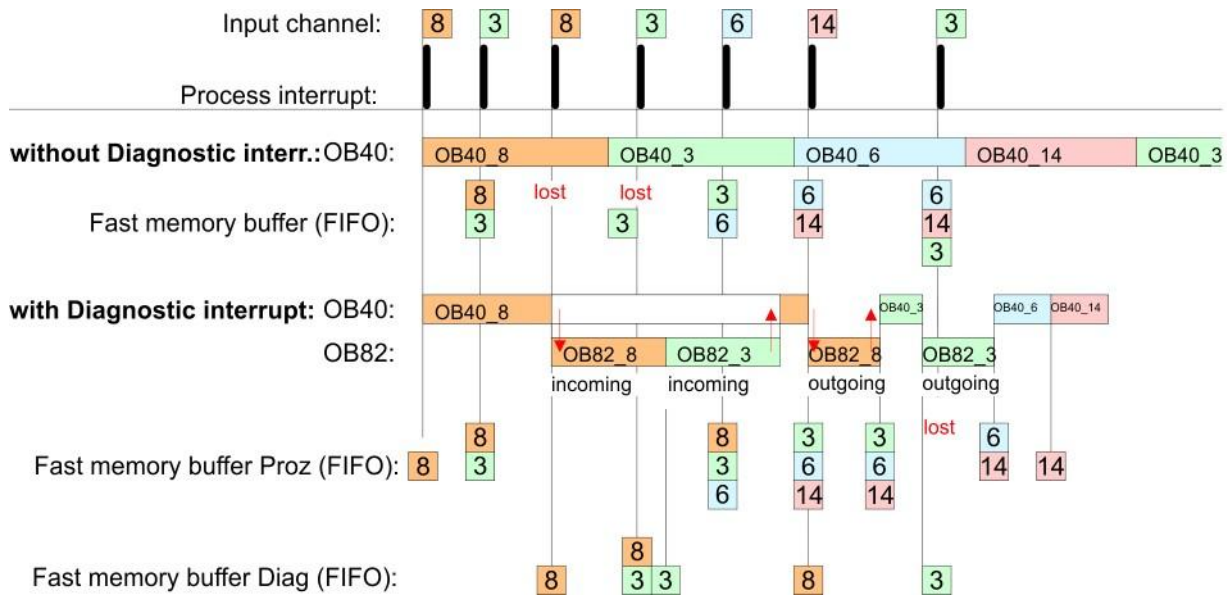 Input channel: 8 3 8 3 6 14 3
Process interrupt:
without Diagnostic interr.: OB40: OB40_8 OB40_3 OB40_6 OB40_14 OB40_3
8 lost lost 3 6 6
Fast memory buffer (FIFO): 3 3 6 14 14
3
with Diagnostic interrupt: OB40: OB40_8 OB40_3 OB40_6 OB40_14
OB82: OB82_8 OB82_3 OB82_8 OB82_3
incoming incoming outgoing outgoing
8 8 3 3 lost 6
Fast memory buffer Proz (FIFO): 8 3 3 6 6 14 14
6 14 14
8
Fast memory buffer Diag (FIFO): 8 3 3 8 3